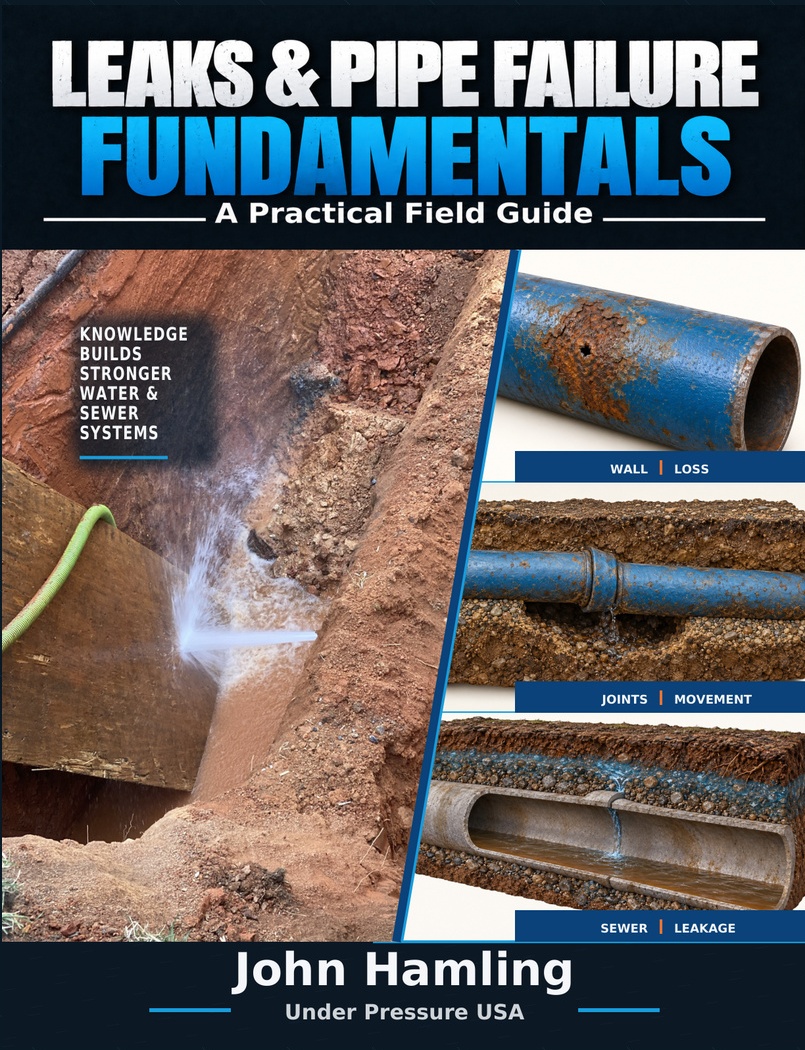 LEAKS & PIPE FAILURE
FUNDAMENTALS
A Practical Field Guide
KNOWLEDGE
BUILDS
STRONGER
WATER &
SEWER
SYSTEMS
WALL | LOSS
JOINTS | MOVEMENT
SEWER | LEAKAGE
John Hamling
Under Pressure USA